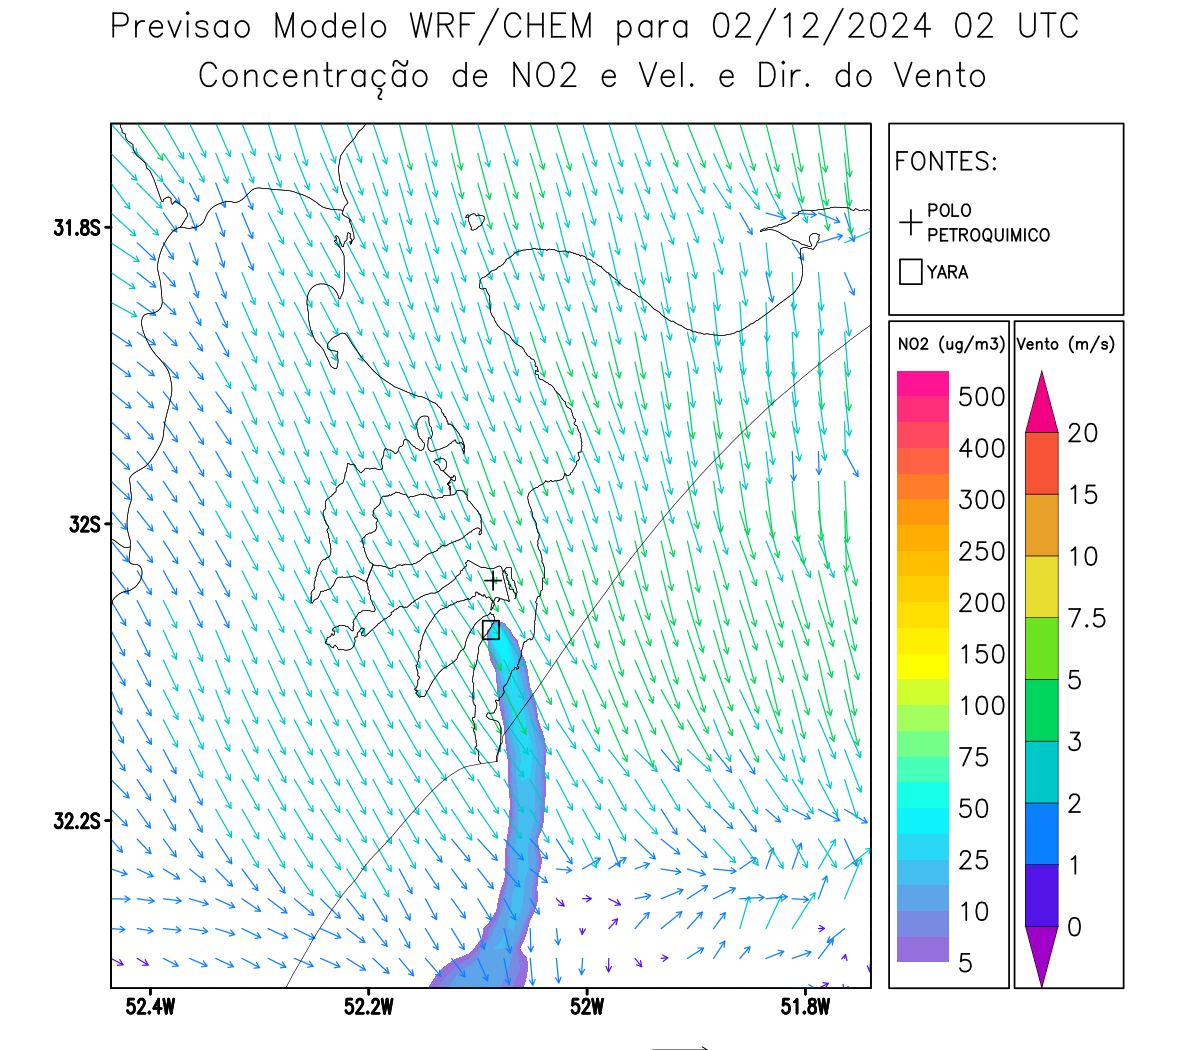 Previsao Modelo WRF/CHEM para 02/12/2024 02 UTC
Concentração de NO2 e Vel. e Dir. do Vento
FONTES:
POLO
PETROQUIMICO
YARA
NO2 (ug/m3)
500
400
300
250
200
150
100
75
50
25
10
5
Vento (m/s)
20
15
10
7.5
5
3
2
1
0
31.8S
32S
32.2S
52.4W
52.2W
52W
51.8W